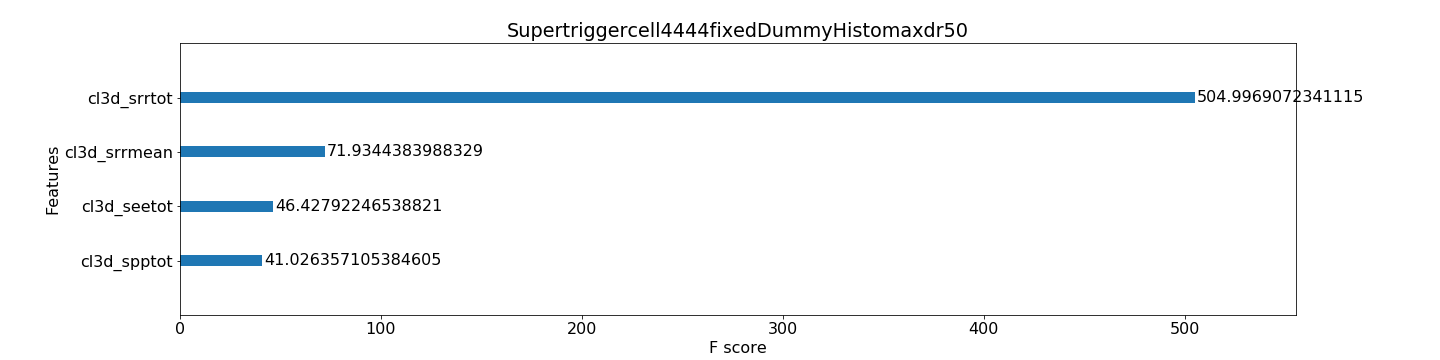 Supertriggercell4444fixedDummyHistomaxdr50
cl3d_srrtot
504.9969072341115
cl3d_srrmean
71.9344383988329
cl3d_seetot
46.42792246538821
cl3d_spptot
41.026357105384605
Features
0 100 200 300 400 500
F score